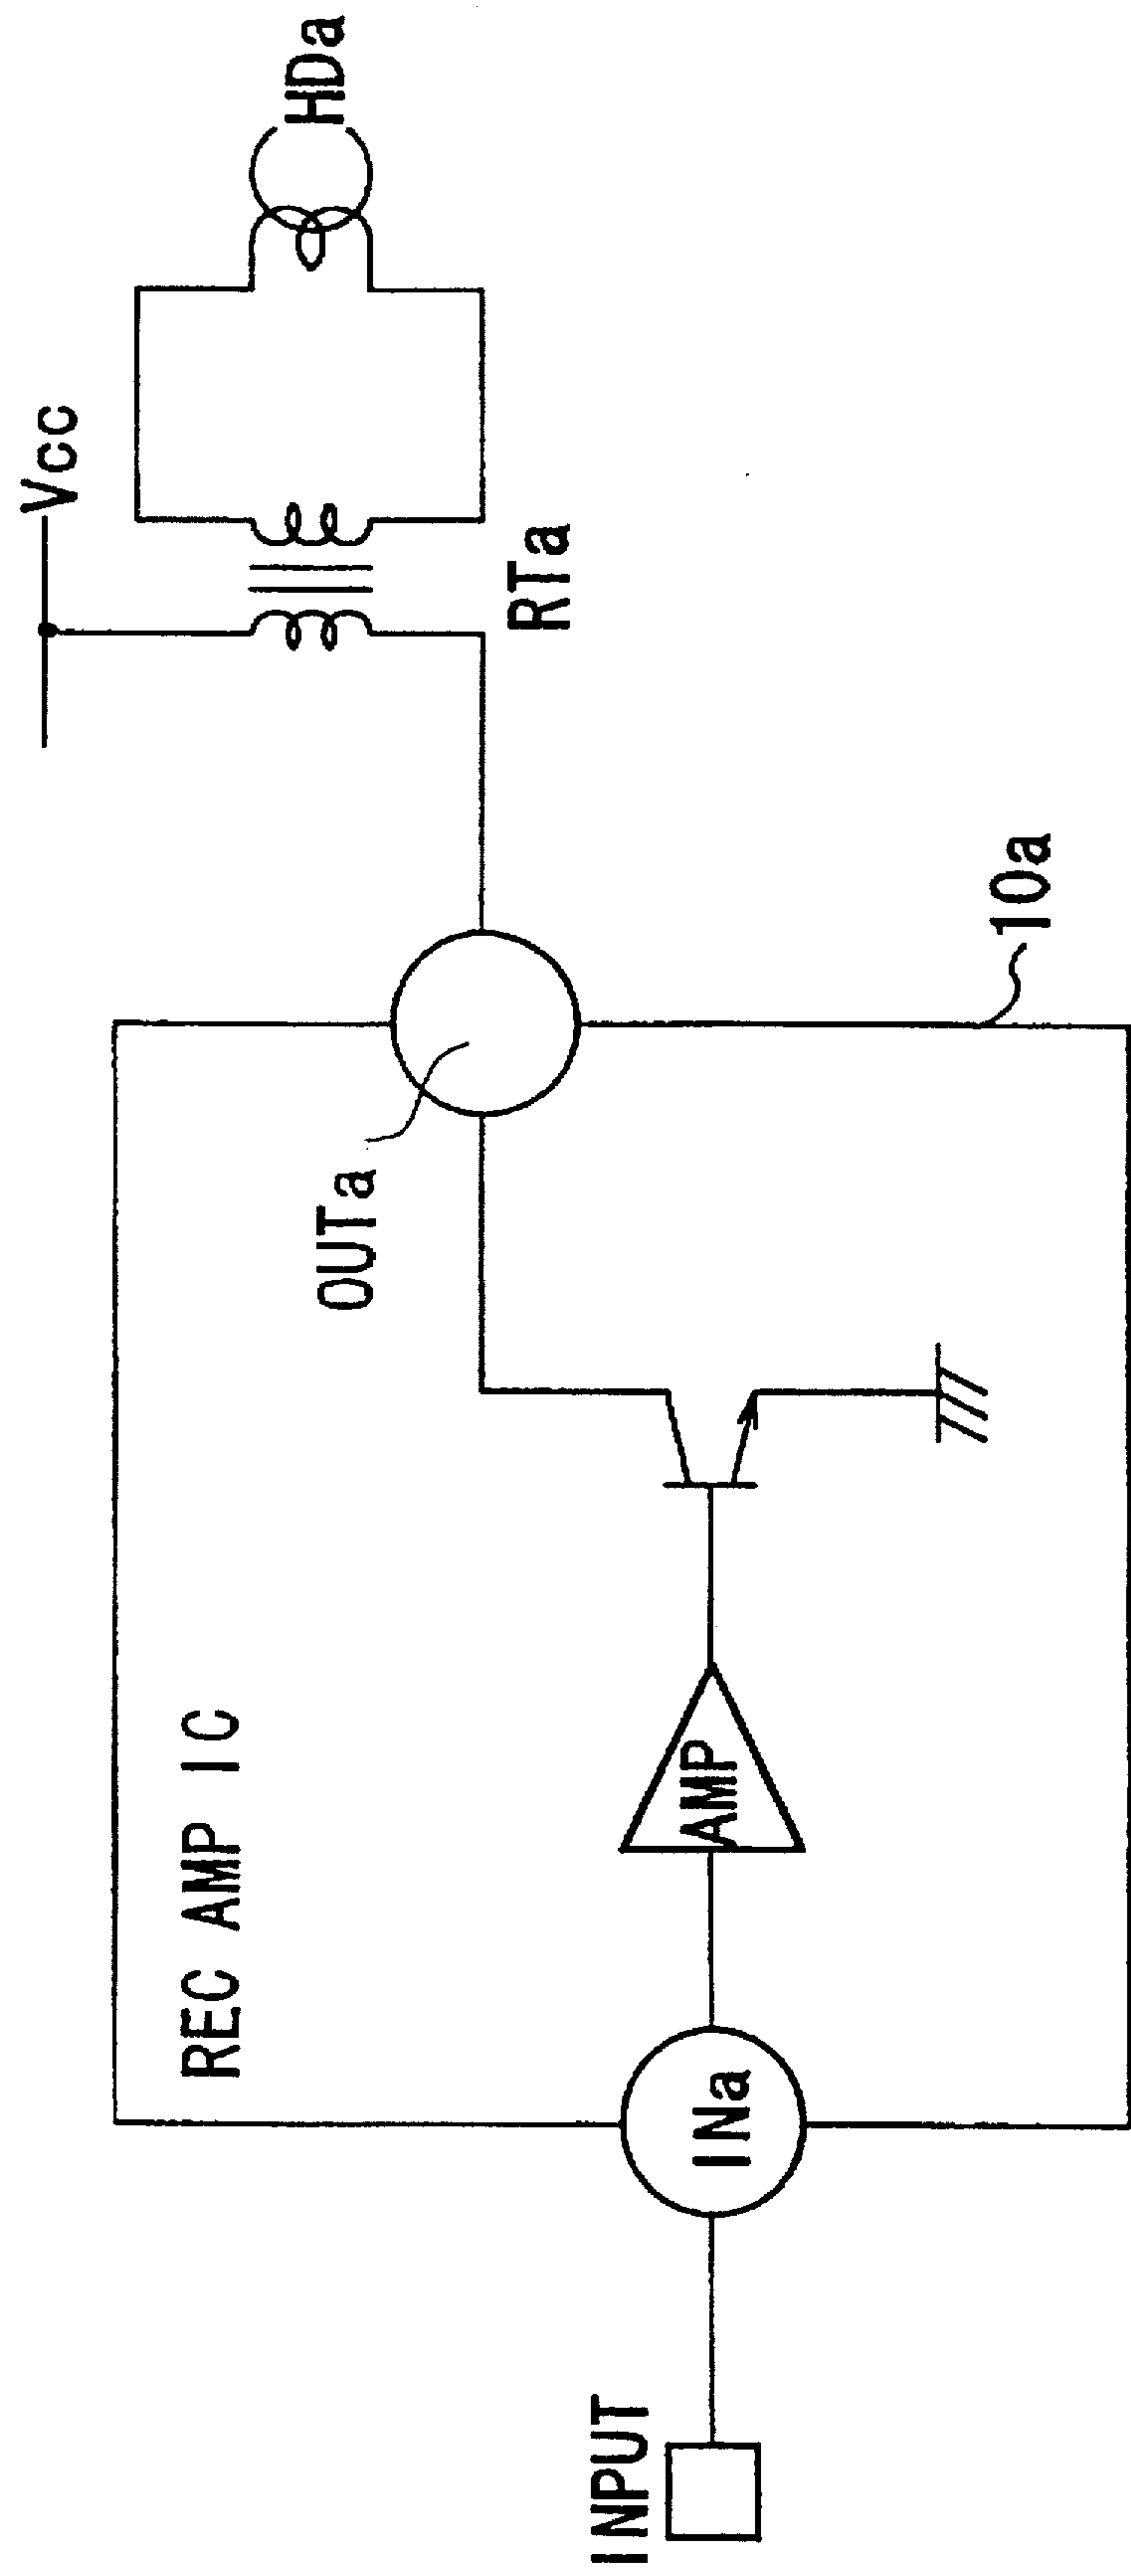 INPUT
INa
REC AMP IC
AMP
OUTa
10a
Vcc
RTa
HDa